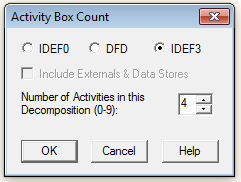 Activity Box Count
IDEF0 DFD IDEF3
Include Externals & Data Stores
Number of Activities in this
Decomposition (0-9):
4
OK Cancel Help